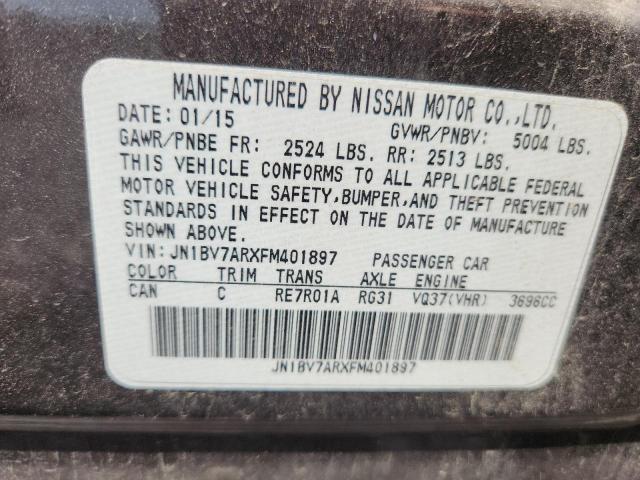 MANUFACTURED BY NISSAN MOTOR CO.,LTD.
DATE: 01/15 GVWR/PNBV: 5004 LBS.
GAWR/PNBE FR: 2524 LBS. RR: 2513 LBS.
THIS VEHICLE CONFORMS TO ALL APPLICABLE FEDERAL
MOTOR VEHICLE SAFETY,BUMPER,AND THEFT PREVENTION
STANDARDS IN EFFECT ON THE DATE OF MANUFACTURE
SHOWN ABOVE.
VIN: JN1BV7ARXFM401897 PASSENGER CAR
COLOR TRIM TRANS AXLE ENGINE
CAN C RE7R01A RG31 VQ37(VHR) 3696CC
JN1BV7ARXFM401897